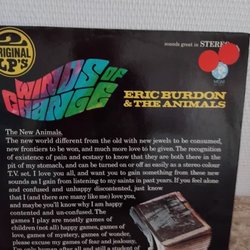 2
ORIGINAL
LP'S
sounds great in STEREO
WINDS OF
CHANGE
ERIC BURDON
& THE ANIMALS
The New Animals.
The new world different from the old with new jewels to be consumed,
new frontiers to be won, and much more love to be given. The recognition
of existence of pain and ecstasy to know that they are both there in the
pit of my stomach, and can be turned on or off as easily as a stereo colour
T.V. set. I love you all, and want you to gain something from these new
sounds as I gain from listening to my saints in past years. If you feel alone
and confused and unhappy discontented, just know
that I (and there are many like me) love you,
and maybe you'll know why I am happy
contented and un-confused. The
games I play are mostly games of
children (not all) happy games, games of
love, games of mystery, games of wonder,
please excuse my games of fear and jealousy.